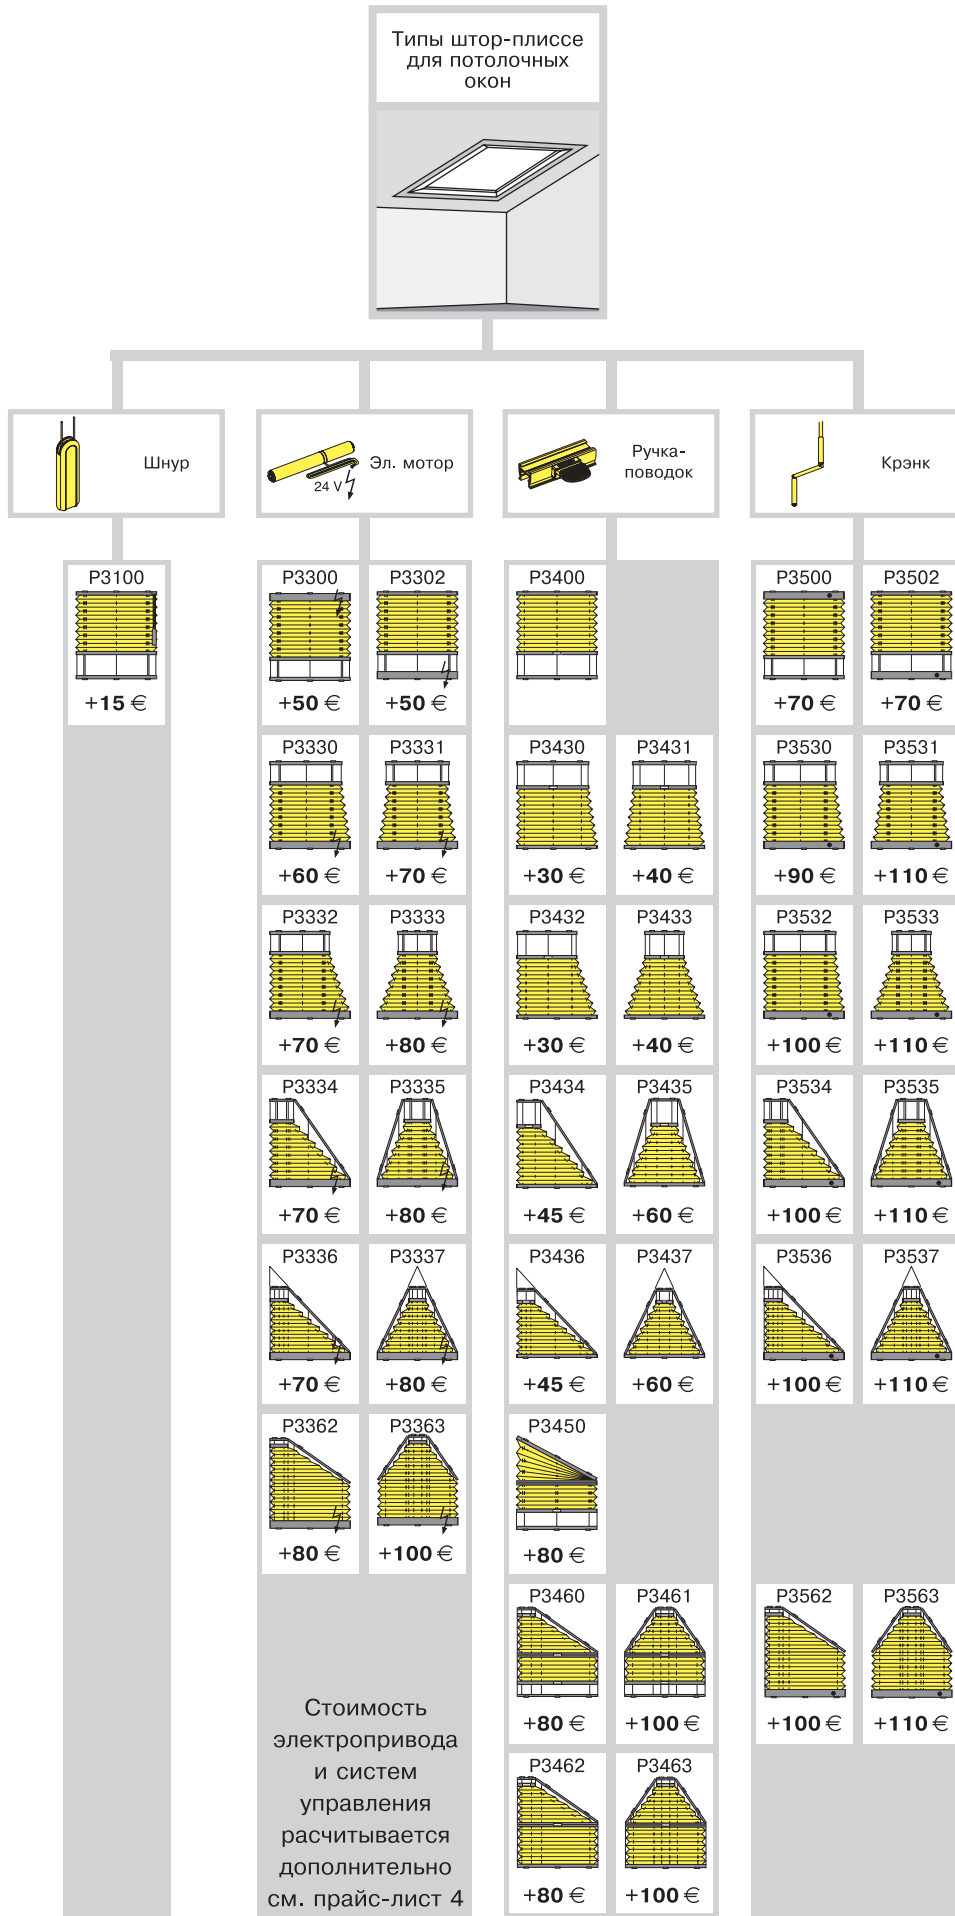 Типы штор-плиссе
для потолочных
окон
Шнур
24 V
Эл. мотор
Ручка-
поводок
Крэнк
P3100
+15 €
P3300 P3302
+50 € +50 €
P3400
P3500 P3502
+70 € +70 €
P3330 P3331
+60 € +70 €
P3430 P3431
+30 € +40 €
P3530 P3531
+90 € +110 €
P3332 P3333
+70 € +80 €
P3432 P3433
+30 € +40 €
P3532 P3533
+100 € +110 €
P3334 P3335
+70 € +80 €
P3434 P3435
+45 € +60 €
P3534 P3535
+100 € +110 €
P3336 P3337
+70 € +80 €
P3436 P3437
+45 € +60 €
P3536 P3537
+100 € +110 €
P3362 P3363
+80 € +100 €
P3450
+80 €
P3460 P3461
+80 € +100 €
P3562 P3563
+100 € +110 €
P3462 P3463
+80 € +100 €
Стоимость
электропривода
и систем
управления
расчитывается
дополнительно
см. прайс-лист 4